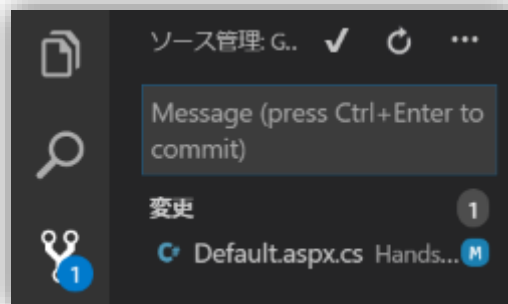 ソース管理: G..
Message (press Ctrl+Enter to
commit)
変更 1
C# Default.aspx.cs Hands... M
1